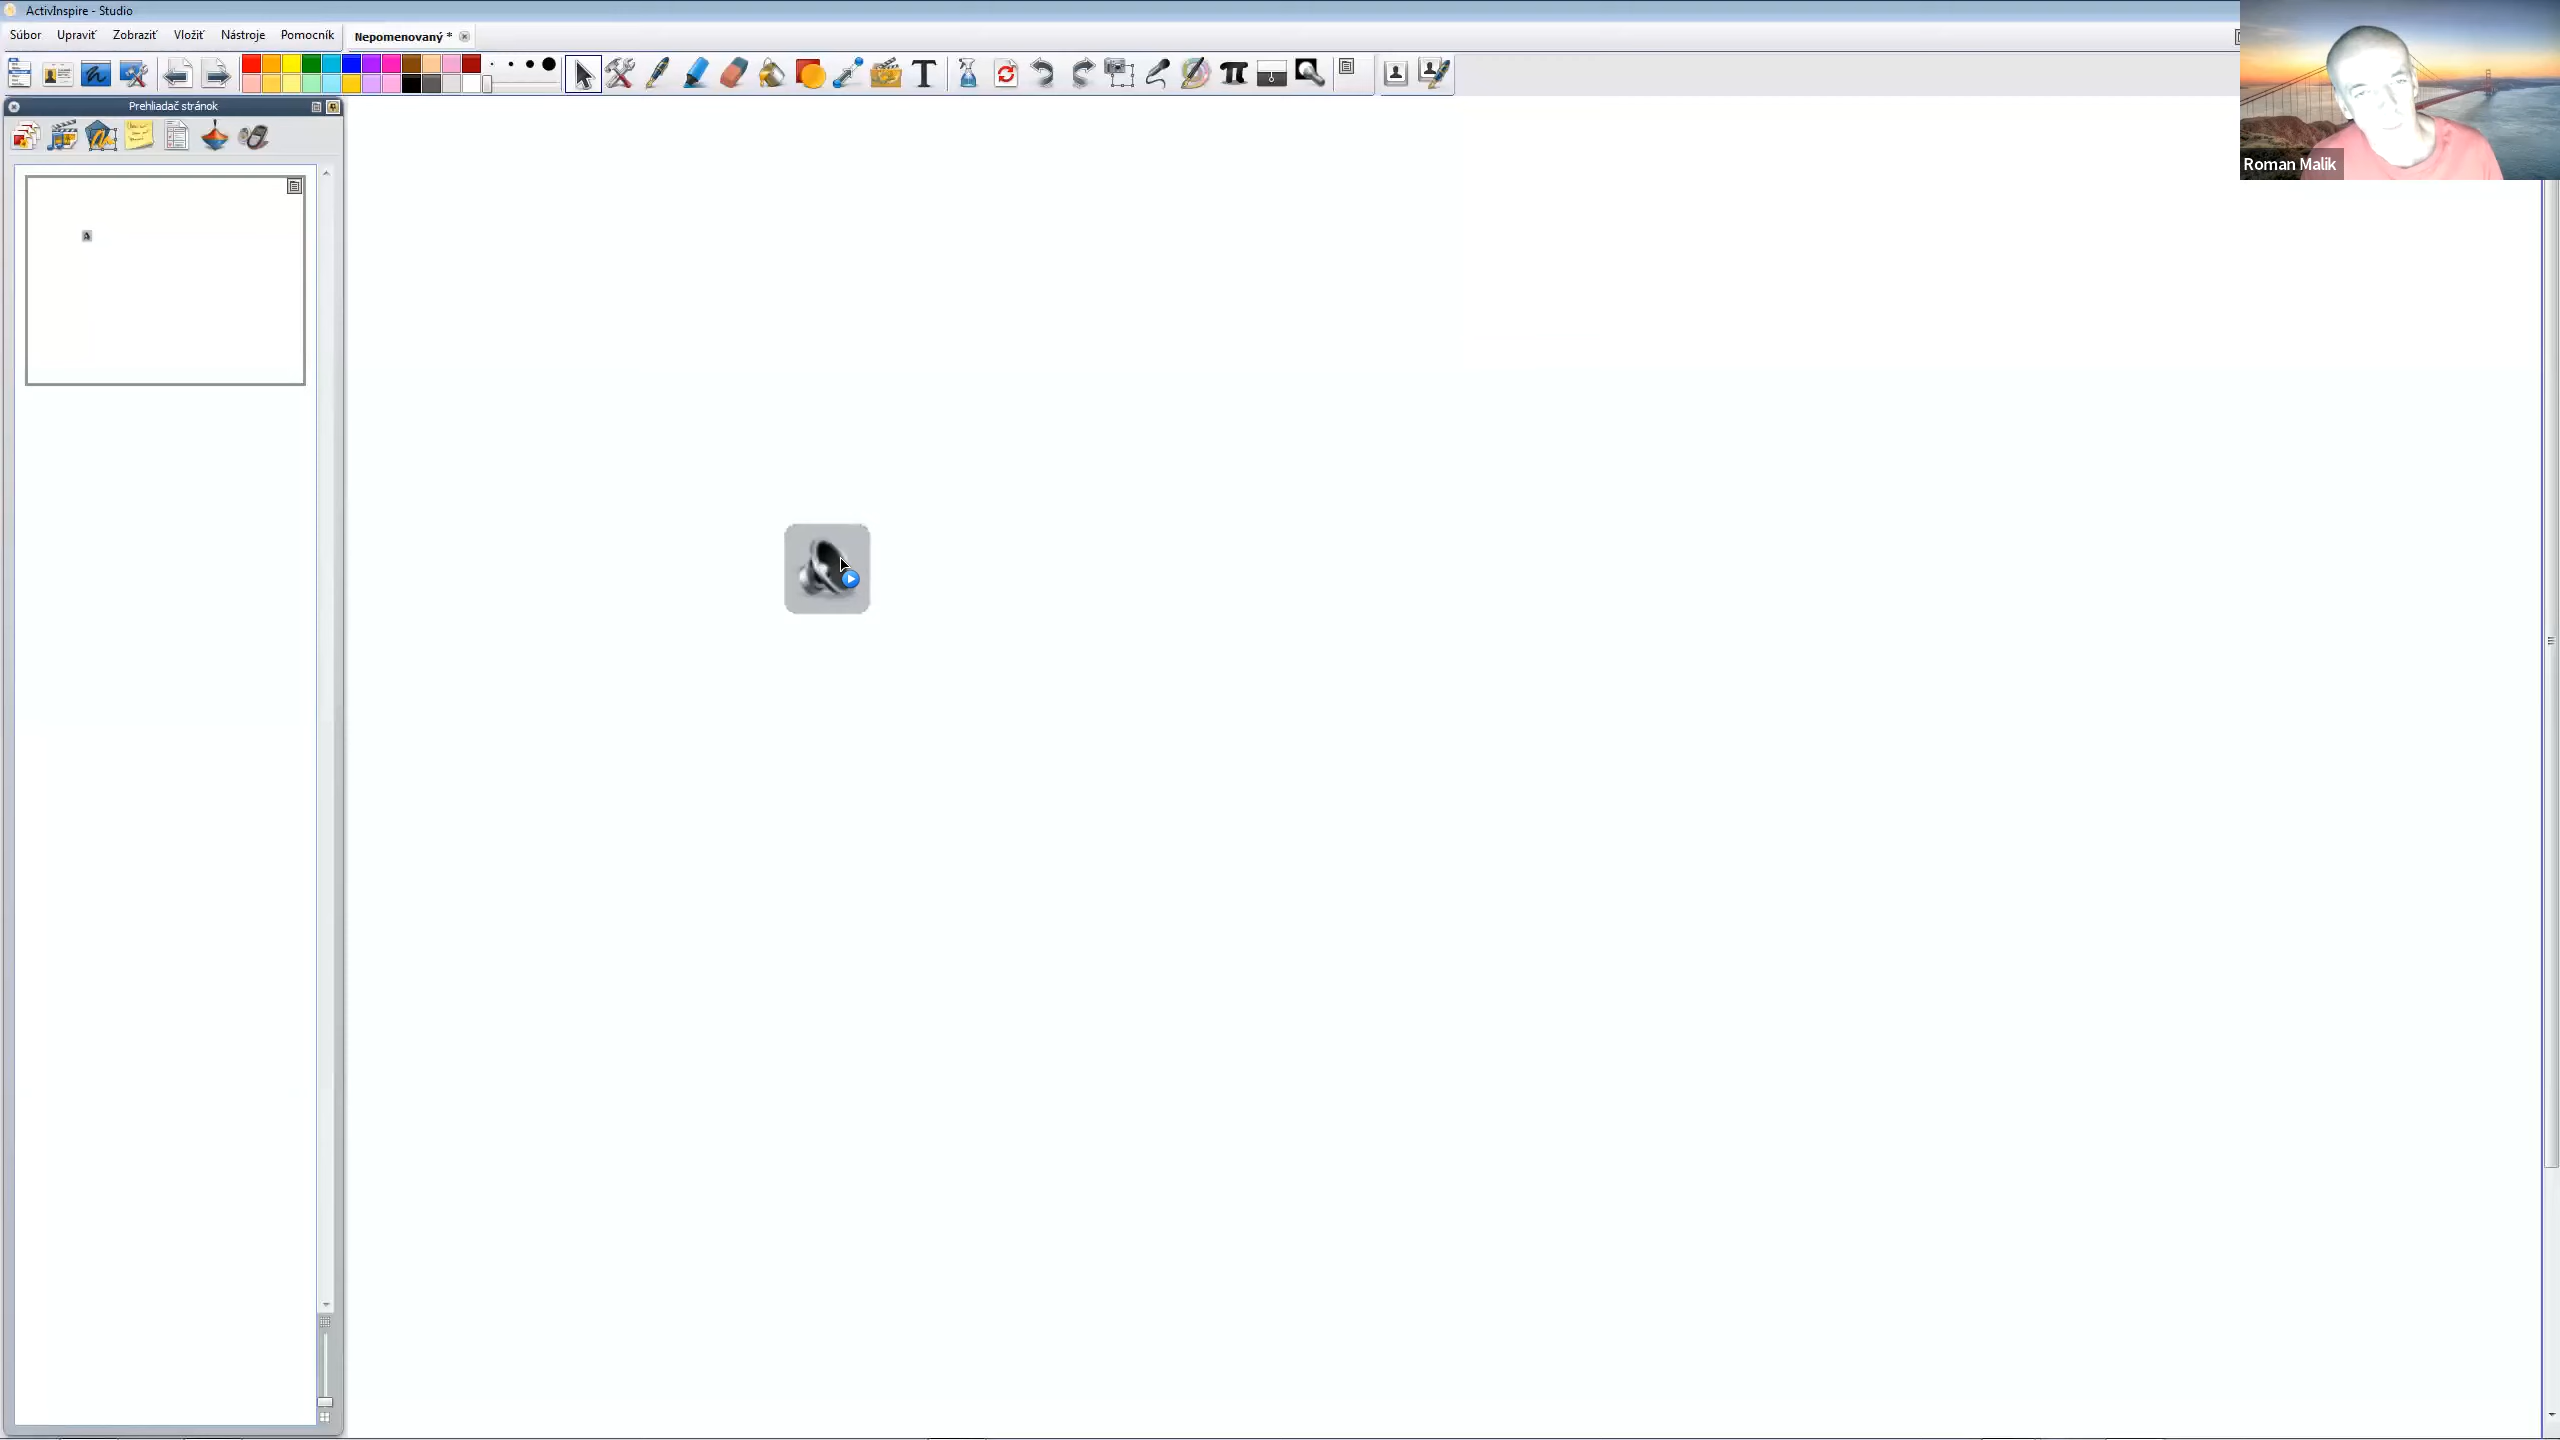 ActivInspire - Studio
Súbor Upraviť Zobraziť Vložiť Nástroje Pomocník
Nepomenovaný *
T π
Prehliadač stránok
Roman Malik